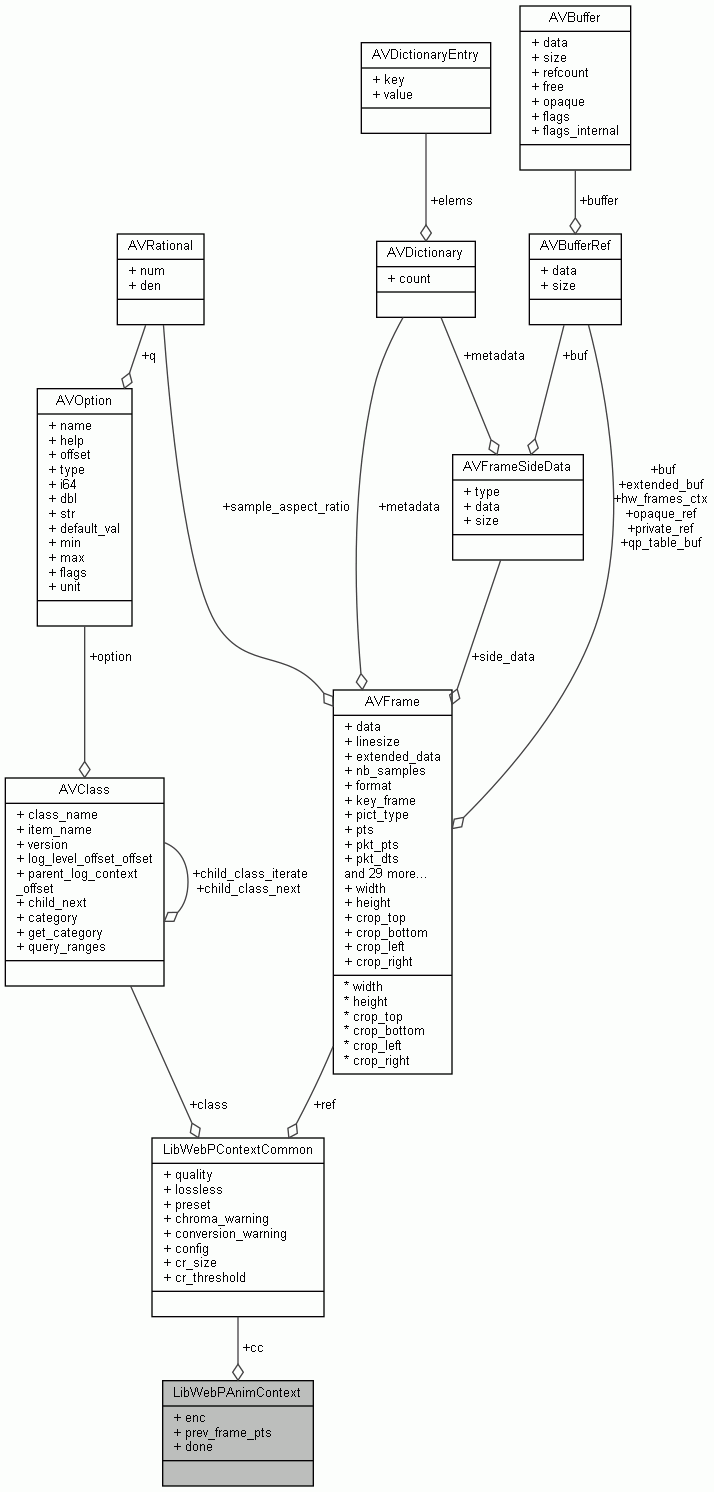 AVBuffer
+ data
+ size
+ refcount
+ free
+ opaque
+ flags
+ flags_internal
AVDictionaryEntry
+ key
+ value
+elems
+buffer
AVRational
+ num
+ den
AVDictionary
+ count
AVBufferRef
+ data
+ size
+q
+metadata
+buf
AVOption
+ name
+ help
+ offset
+ type
+ i64
+ dbl
+ str
+ default_val
+ min
+ max
+ flags
+ unit
AVFrameSideData
+ type
+ data
+ size
+sample_aspect_ratio
+metadata
+buf
+extended_buf
+hw_frames_ctx
+opaque_ref
+private_ref
+qp_table_buf
+option
+side_data
AVFrame
+ data
+ linesize
+ extended_data
+ nb_samples
+ format
+ key_frame
+ pict_type
+ pts
+ pkt_pts
+ pkt_dts
and 29 more...
+ width
+ height
+ crop_top
+ crop_bottom
+ crop_left
+ crop_right
* width
* height
* crop_top
* crop_bottom
* crop_left
* crop_right
AVClass
+ class_name
+ item_name
+ version
+ log_level_offset_offset
+ parent_log_context
_offset
+ child_next
+ category
+ get_category
+ query_ranges
+child_class_iterate
+child_class_next
+class
+ref
LibWebPContextCommon
+ quality
+ lossless
+ preset
+ chroma_warning
+ conversion_warning
+ config
+ cr_size
+ cr_threshold
+cc
LibWebPAnimContext
+ enc
+ prev_frame_pts
+ done